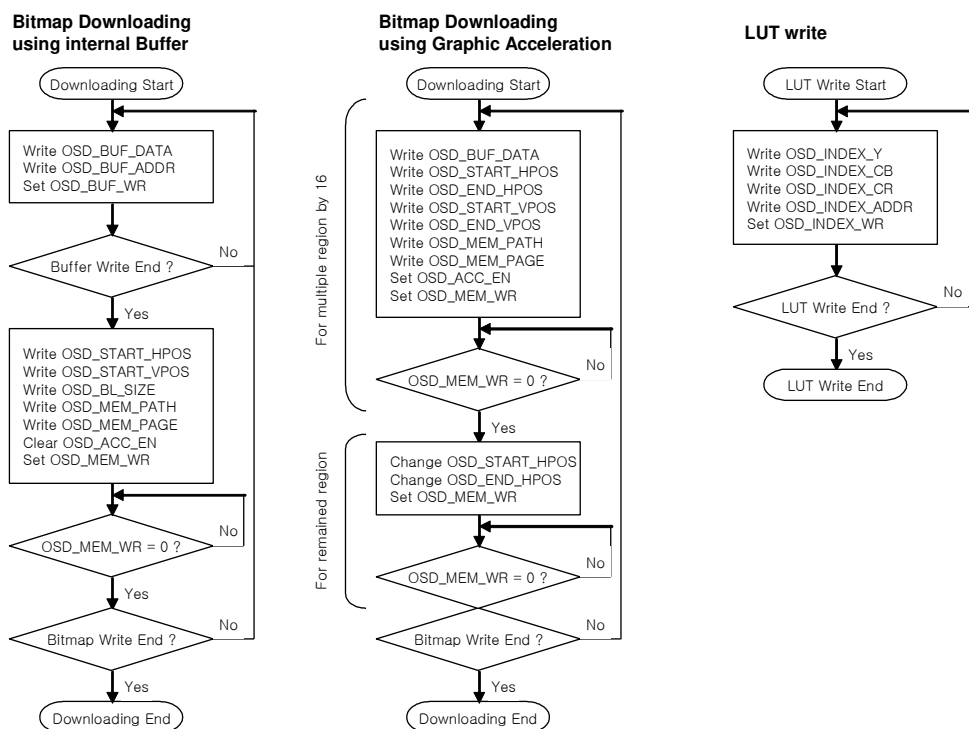 Bitmap Downloading
using internal Buffer
Downloading Start
Write OSD_BUF_DATA
Write OSD_BUF_ADDR
Set OSD_BUF_WR
Buffer Write End ?
No
Yes
Write OSD_START_HPOS
Write OSD_START_VPOS
Write OSD_BL_SIZE
Write OSD_MEM_PATH
Write OSD_MEM_PAGE
Clear OSD_ACC_EN
Set OSD_MEM_WR
OSD_MEM_WR = 0 ?
No
Yes
Bitmap Write End ?
No
Yes
Downloading End
Bitmap Downloading
using Graphic Acceleration
Downloading Start
For multiple region by 16
Write OSD_BUF_DATA
Write OSD_START_HPOS
Write OSD_END_HPOS
Write OSD_START_VPOS
Write OSD_END_VPOS
Write OSD_MEM_PATH
Write OSD_MEM_PAGE
Set OSD_ACC_EN
Set OSD_MEM_WR
OSD_MEM_WR = 0 ?
No
Yes
For remained region
Change OSD_START_HPOS
Change OSD_END_HPOS
Set OSD_MEM_WR
OSD_MEM_WR = 0 ?
No
Bitmap Write End ?
No
Yes
Downloading End
LUT write
LUT Write Start
Write OSD_INDEX_Y
Write OSD_INDEX_CB
Write OSD_INDEX_CR
Write OSD_INDEX_ADDR
Set OSD_INDEX_WR
LUT Write End ?
No
Yes
LUT Write End